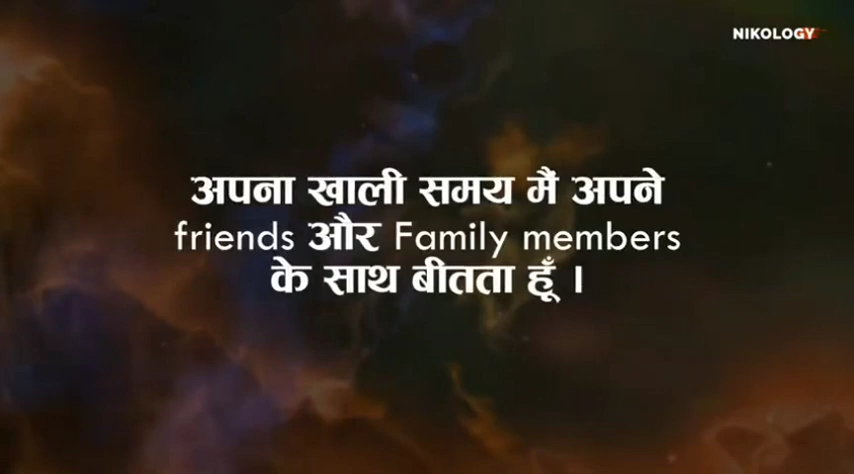 NIKOLOGY
अपना खाली समय मैं अपने
friends और Family members
के साथ बीतता हूँ ।